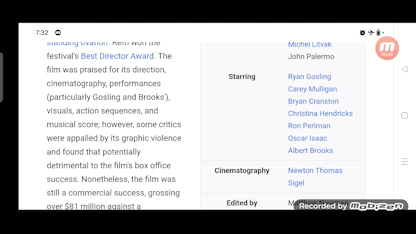 7:32
standing ovation. Refn won the
festival's Best Director Award. The
film was praised for its direction,
cinematography, performances
(particularly Gosling and Brooks'),
visuals, action sequences, and
musical score; however, some critics
were appalled by its graphic violence
and found that potentially
detrimental to the film's box office
success. Nonetheless, the film was
still a commercial success, grossing
over $81 million against a
Michel Litvak
John Palermo
Starring
Ryan Gosling
Carey Mulligan
Bryan Cranston
Christina Hendricks
Ron Perlman
Oscar Isaac
Albert Brooks
Cinematography
Newton Thomas
Sigel
Edited by
Recorded by mobizen